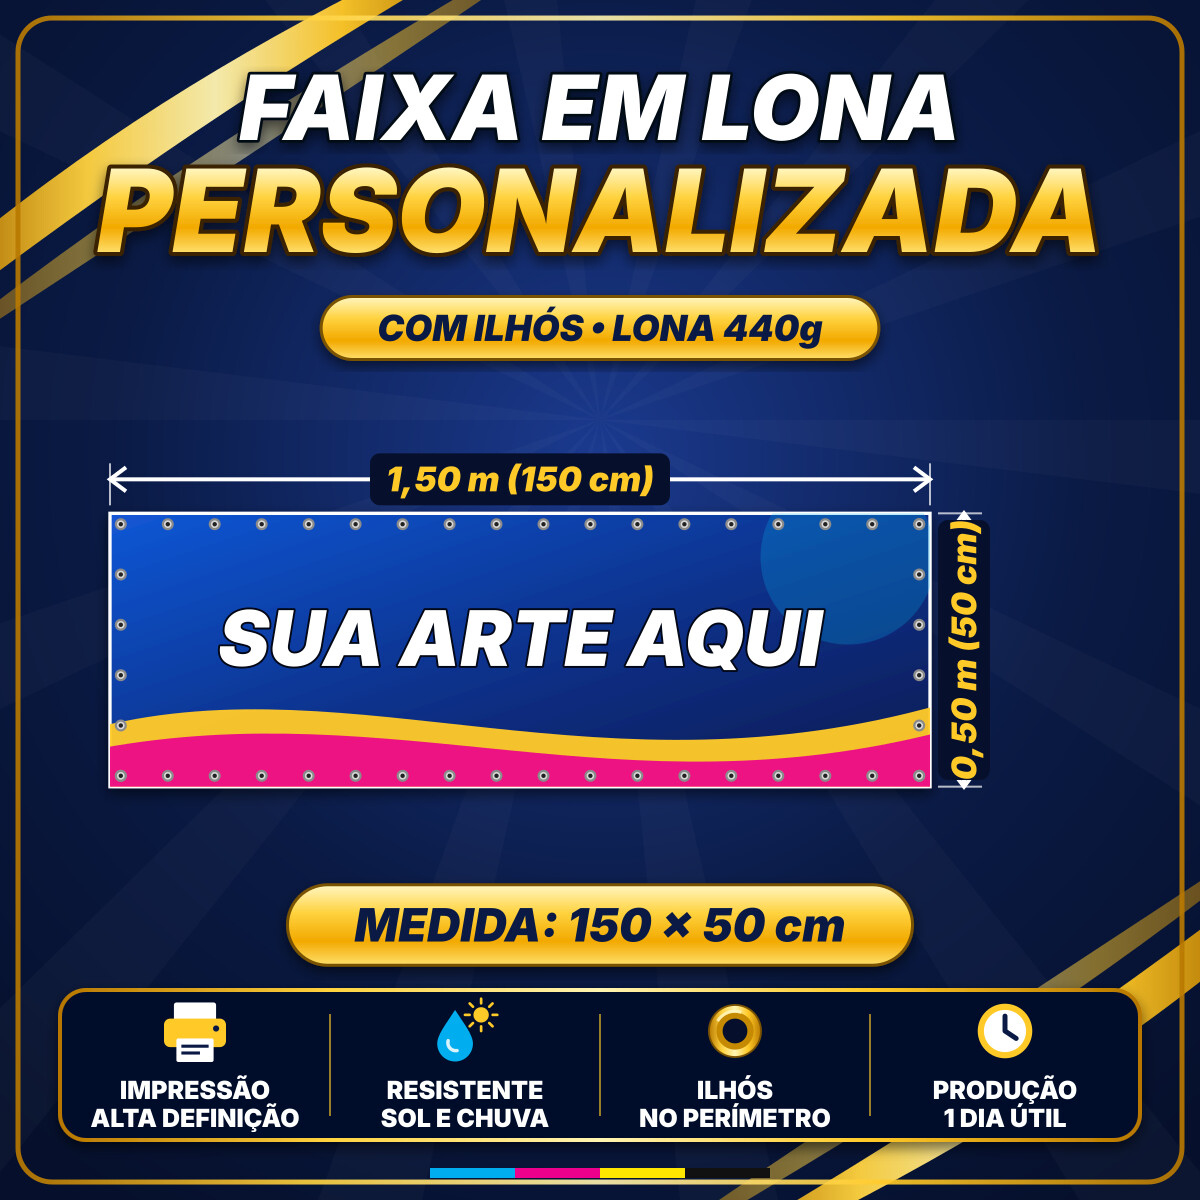 FAIXA EM LONA
PERSONALIZADA
COM ILHÓS • LONA 440g
1,50 m (150 cm)
SUA ARTE AQUI
0,50 m (50 cm)
MEDIDA: 150 × 50 cm
IMPRESSÃO
ALTA DEFINIÇÃO
RESISTENTE
SOL E CHUVA
ILHÓS
NO PERÍMETRO
PRODUÇÃO
1 DIA ÚTIL